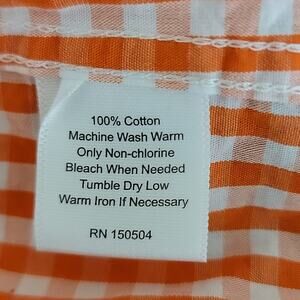 100% Cotton
Machine Wash Warm
Only Non-chlorine
Bleach When Needed
Tumble Dry Low
Warm Iron If Necessary
RN 150504